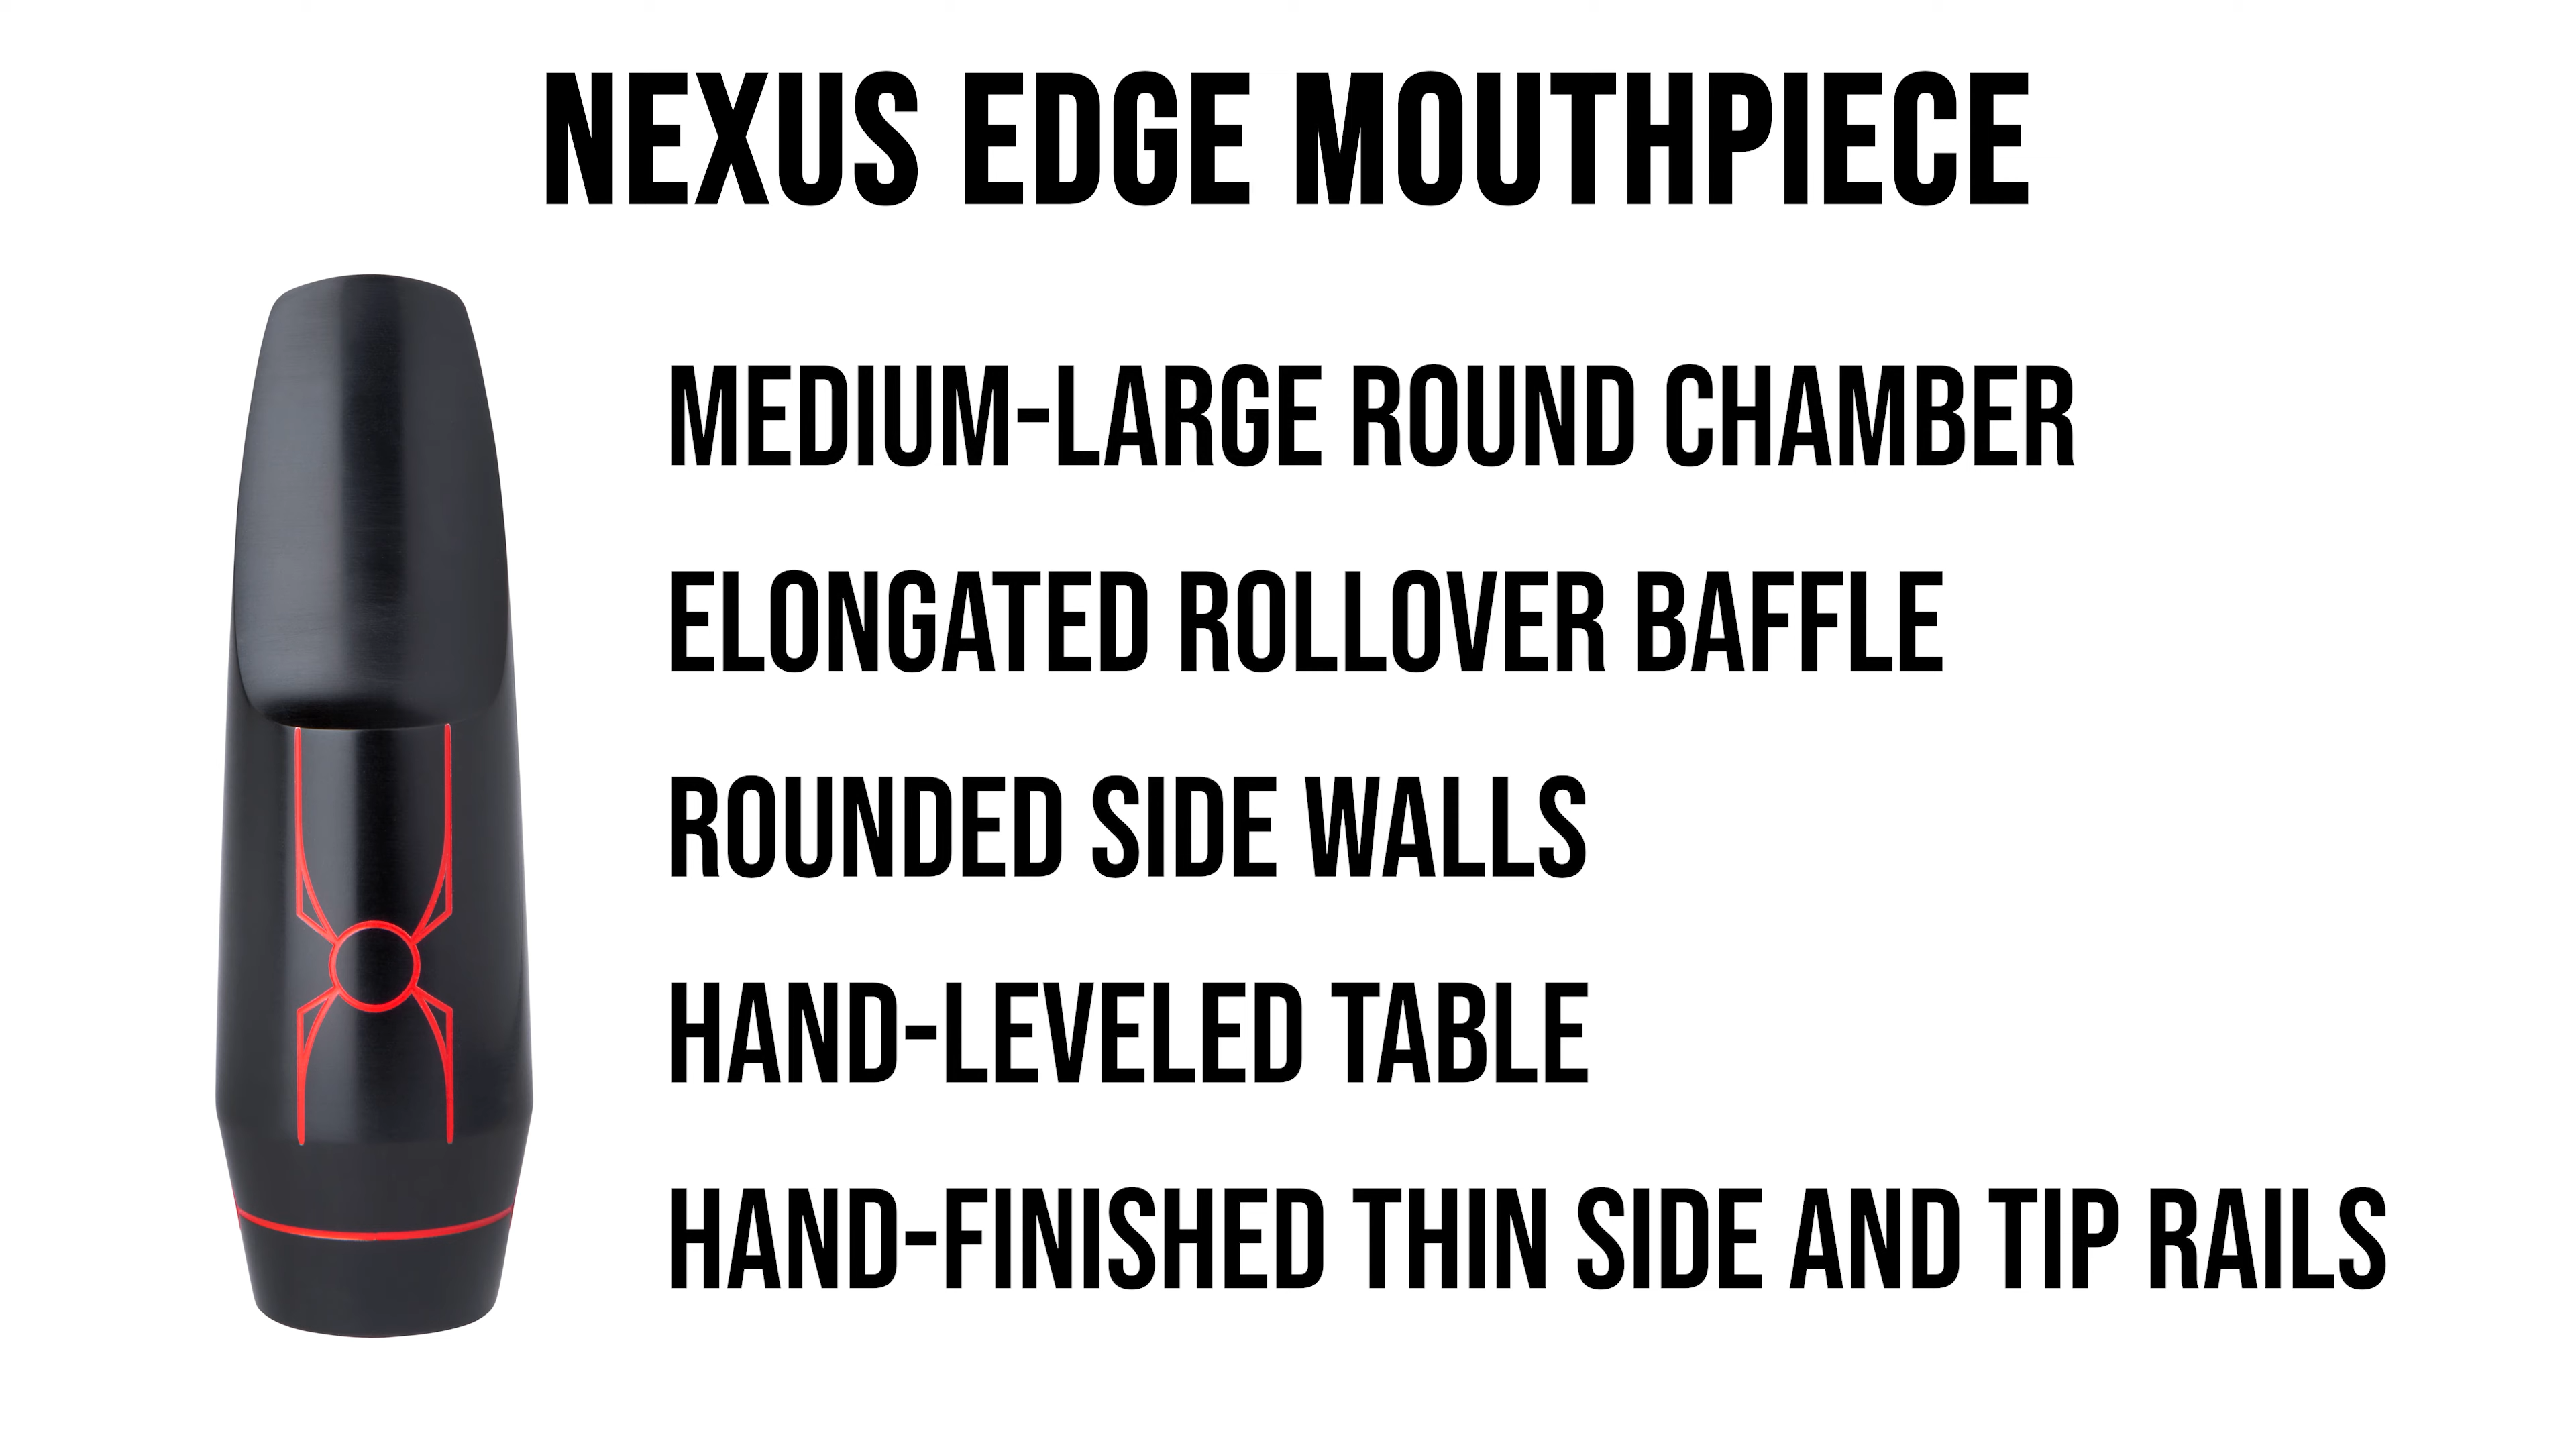 NEXUS EDGE MOUTHPIECE
MEDIUM-LARGE ROUND CHAMBER
ELONGATED ROLLOVER BAFFLE
ROUNDED SIDE WALLS
HAND-LEVELED TABLE
HAND-FINISHED THIN SIDE AND TIP RAILS